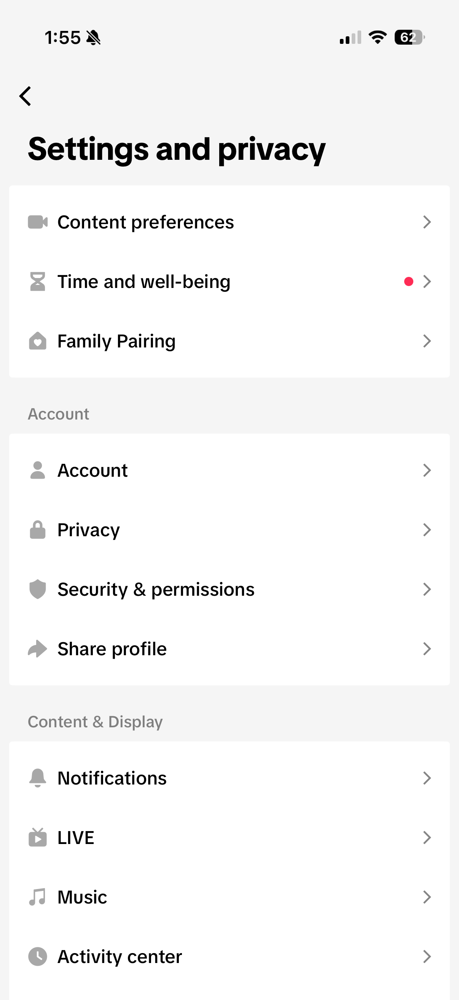 1:55
62
Settings and privacy
Content preferences
Time and well-being
Family Pairing
Account
Account
Privacy
Security & permissions
Share profile
Content & Display
Notifications
LIVE
Music
Activity center